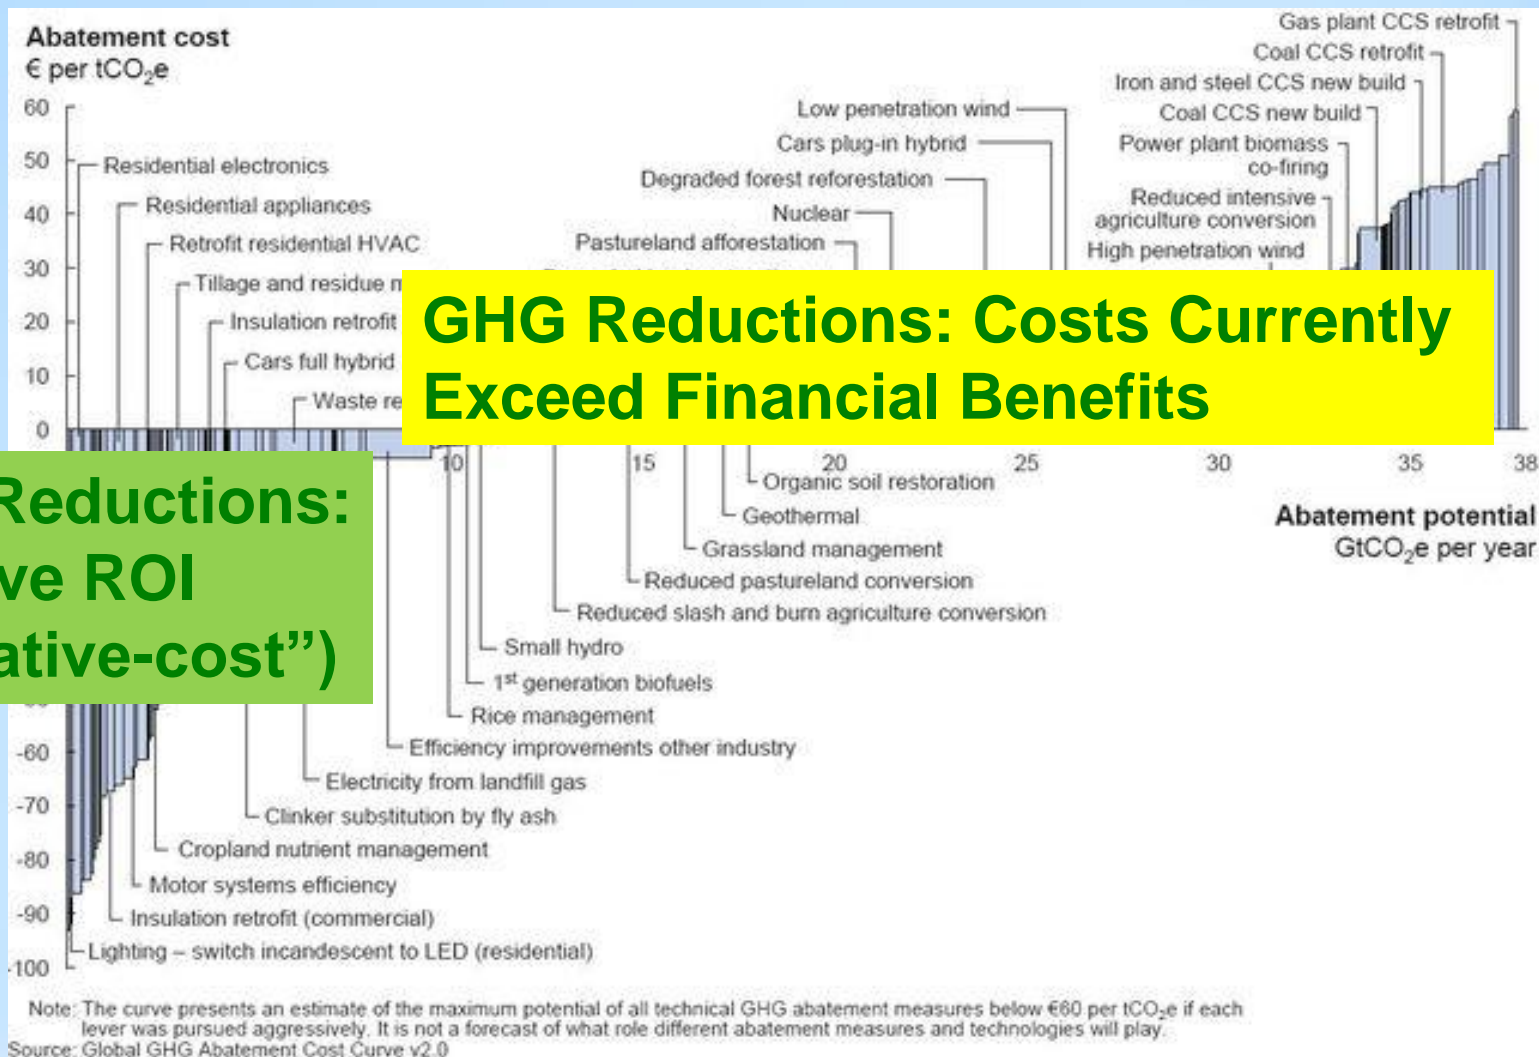 Abatement cost
€ per tCO₂e
60
50
40
30
20
10
0
-60
-70
-80
-90
-100
Residential electronics
Residential appliances
Retrofit residential HVAC
Tillage and residue
Insulation retrofit
Cars full hybrid
Waste
Low penetration wind
Cars plug-in hybrid
Degraded forest reforestation
Nuclear
Pastureland afforestation
Gas plant CCS retrofit
Coal CCS retrofit
Iron and steel CCS new build
Coal CCS new build
Power plant biomass
co-firing
Reduced intensive
agriculture conversion
High penetration wind
GHG Reductions: Costs Currently
Exceed Financial Benefits
10 15 20 25 30 35 38
Reductions:
ve ROI
ative-cost”)
Abatement potential
GtCO₂e per year
Organic soil restoration
Geothermal
Grassland management
Reduced pastureland conversion
Reduced slash and burn agriculture conversion
Small hydro
1st generation biofuels
Rice management
Efficiency improvements other industry
Electricity from landfill gas
Clinker substitution by fly ash
Cropland nutrient management
Motor systems efficiency
Insulation retrofit (commercial)
Lighting – switch incandescent to LED (residential)
Note: The curve presents an estimate of the maximum potential of all technical GHG abatement measures below €60 per tCO₂e if each
lever was pursued aggressively. It is not a forecast of what role different abatement measures and technologies will play.
Source: Global GHG Abatement Cost Curve v2.0